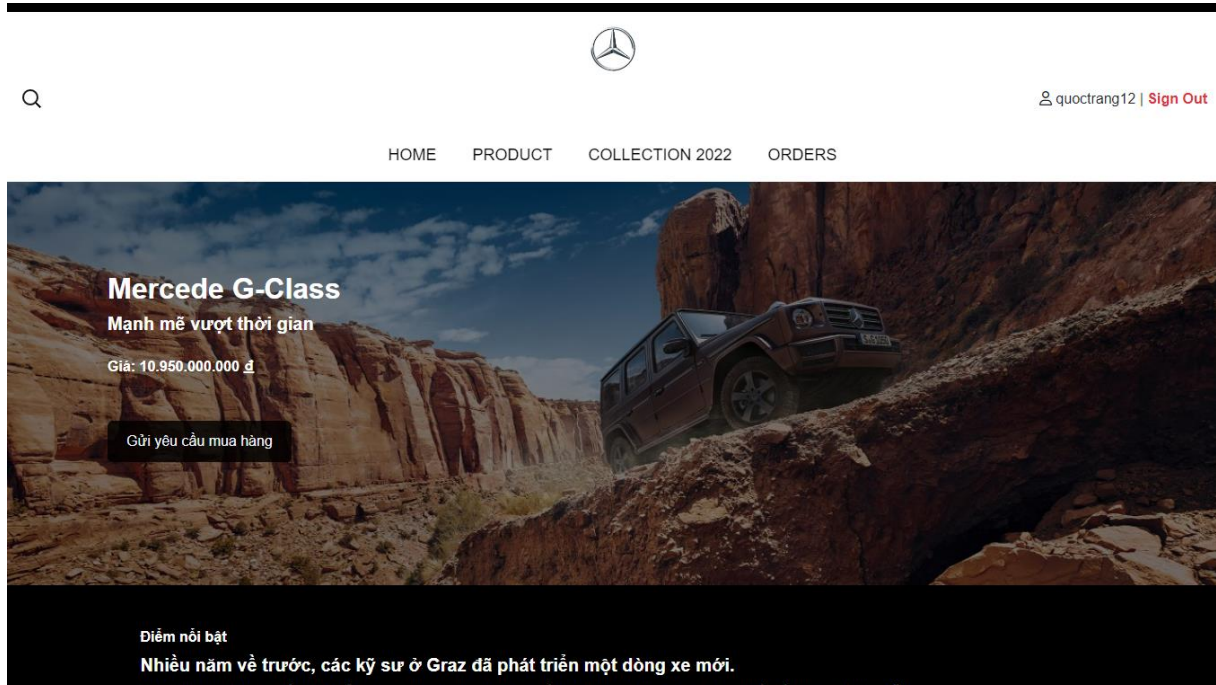 quoctrang12 | Sign Out
HOME PRODUCT COLLECTION 2022 ORDERS
Mercede G-Class
Mạnh mẽ vượt thời gian
Giá: 10.950.000.000 ₫
Gửi yêu cầu mua hàng
Điểm nổi bật
Nhiều năm về trước, các kỹ sư ở Graz đã phát triển một dòng xe mới.